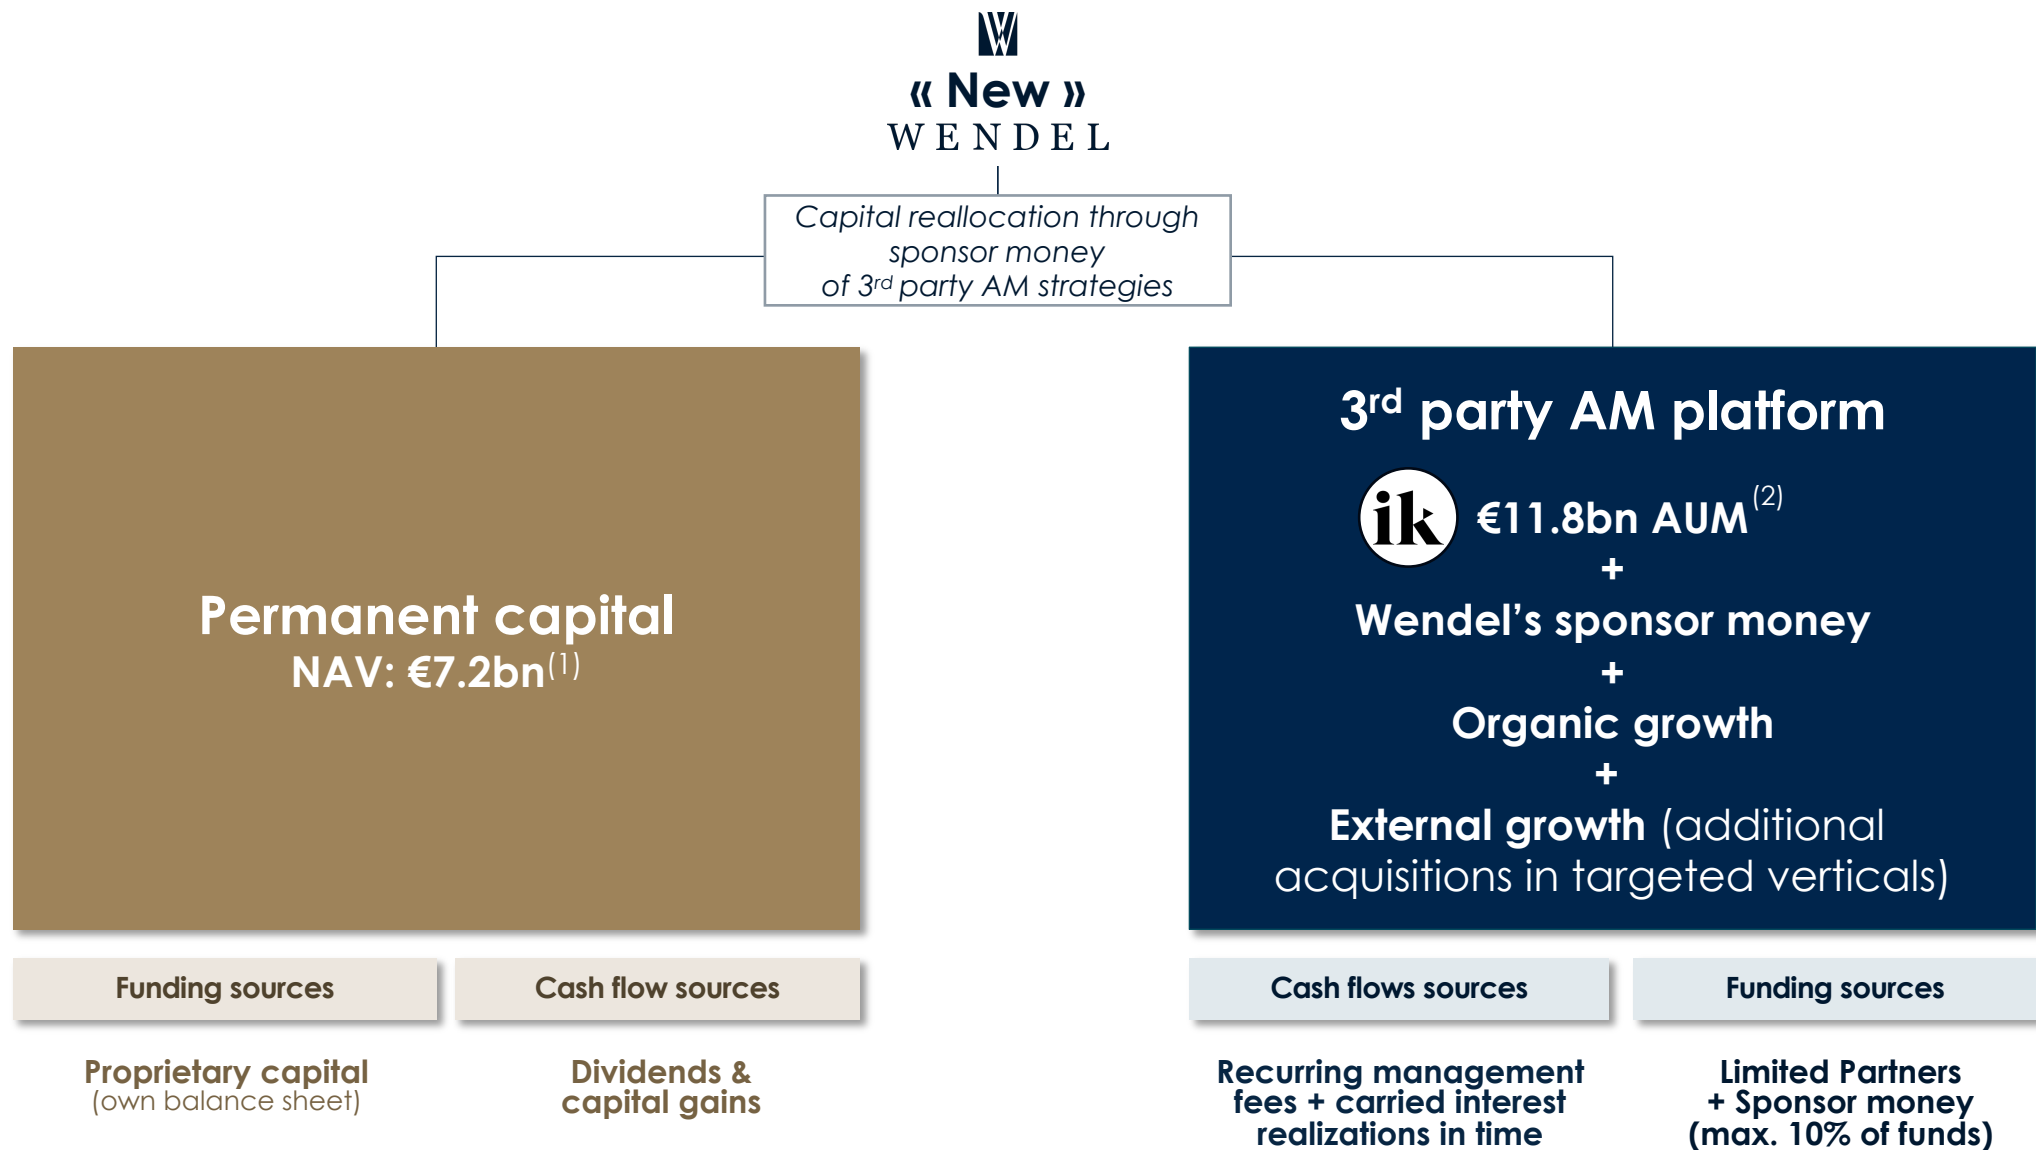 « New »
WENDEL
Capital reallocation through
sponsor money
of 3rd party AM strategies
Permanent capital
NAV: €7.2bn(1)
Funding sources
Cash flow sources
Proprietary capital
(own balance sheet)
Dividends &
capital gains
3rd party AM platform
ik €11.8bn AUM(2)
+
Wendel’s sponsor money
+
Organic growth
+
External growth (additional
acquisitions in targeted verticals)
Cash flows sources
Funding sources
Recurring management
fees + carried interest
realizations in time
Limited Partners
+ Sponsor money
(max. 10% of funds)